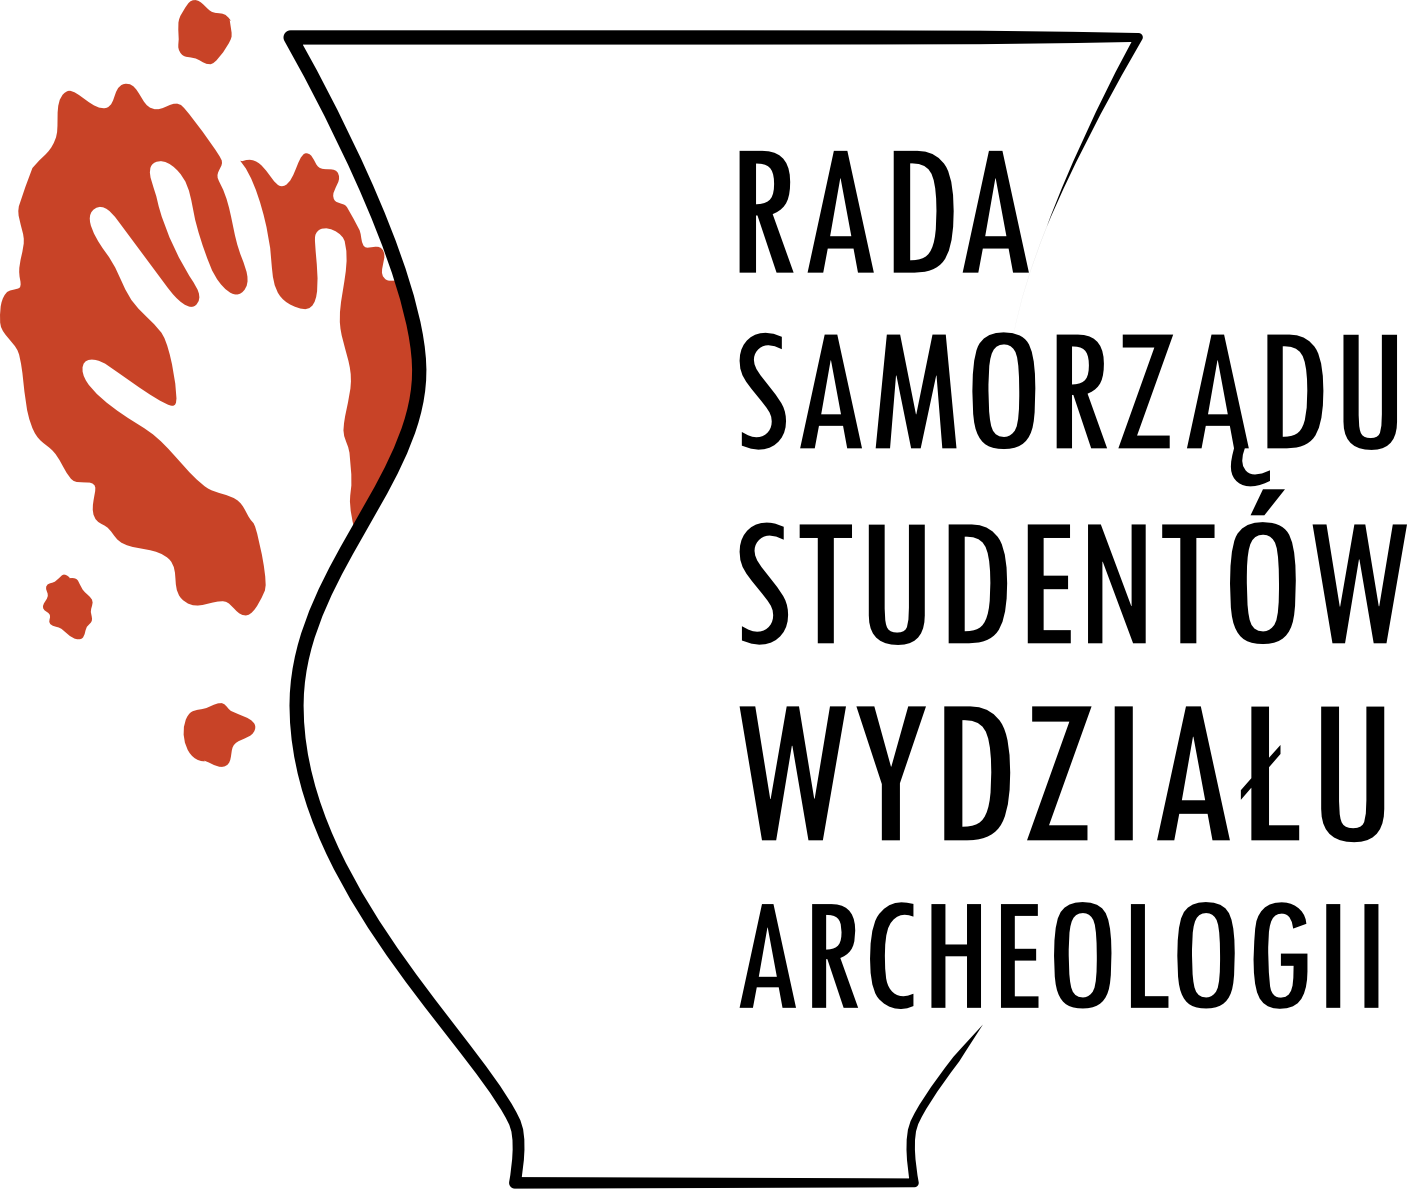 RADA
SAMORZĄDU
STUDENTÓW
WYDZIAŁU
ARCHEOLOGII